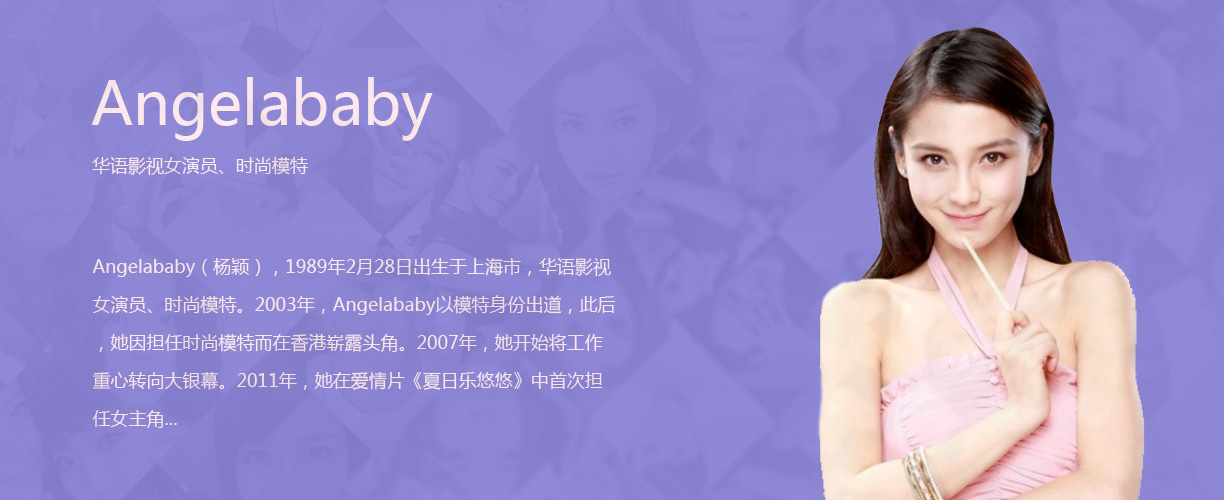 Angelababy
华语影视女演员、时尚模特
Angelababy（杨颖），1989年2月28日出生于上海市，华语影视
女演员、时尚模特。2003年，Angelababy以模特身份出道，此后
，她因担任时尚模特而在香港崭露头角。2007年，她开始将工作
重心转向大银幕。2011年，她在爱情片《夏日乐悠悠》中首次担
任女主角...